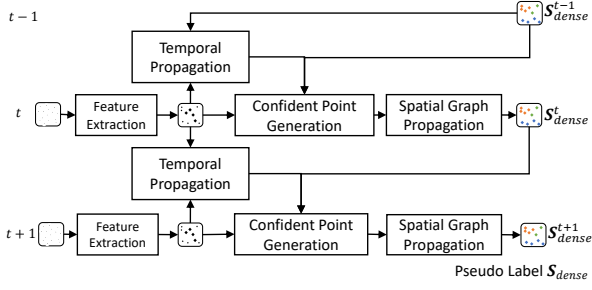 t − 1
S^{t−1}_{dense}
Temporal
Propagation
t
Feature
Extraction
Confident Point
Generation
Spatial Graph
Propagation
S^{t}_{dense}
Temporal
Propagation
t + 1
Feature
Extraction
Confident Point
Generation
Spatial Graph
Propagation
S^{t+1}_{dense}
Pseudo Label S_{dense}